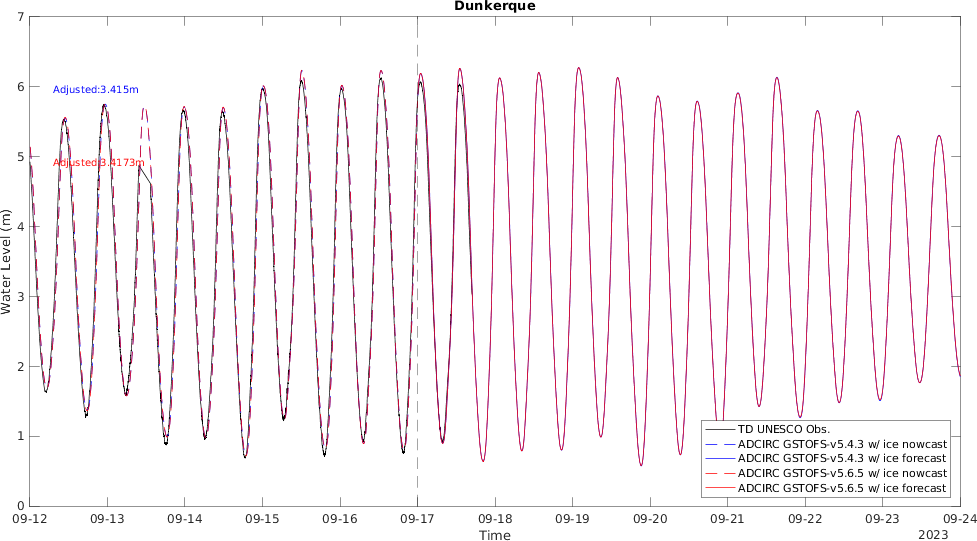 Dunkerque
7
6
5
4
3
2
1
0
Water Level (m)
Adjusted:3.415m
Adjusted:3.4173m
TD UNESCO Obs.
ADCIRC GSTOFS-v5.4.3 w/ ice nowcast
ADCIRC GSTOFS-v5.4.3 w/ ice forecast
ADCIRC GSTOFS-v5.6.5 w/ ice nowcast
ADCIRC GSTOFS-v5.6.5 w/ ice forecast
09-12 09-13 09-14 09-15 09-16 09-17 09-18 09-19 09-20 09-21 09-22 09-23 09-24
Time
2023